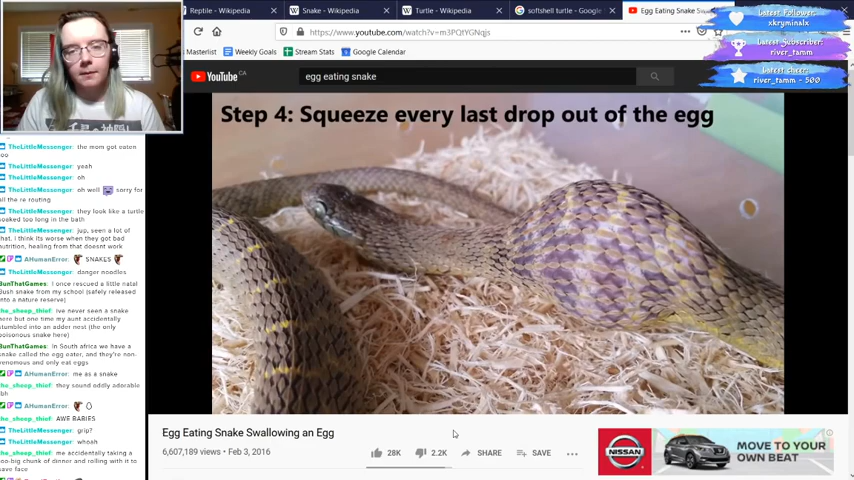 Reptile - Wikipedia
Snake - Wikipedia
Turtle - Wikipedia
softshell turtle - Google
Egg Eating Snake Swa
https://www.youtube.com/watch?v=m3PQtYGNqjs
Masterlist
Weekly Goals
Stream Stats
Google Calendar
Latest Follower:
xkryminalx
Latest Subscriber:
river_tamm
Latest cheer:
river_tamm - 500
YouTube CA
egg eating snake
Step 4: Squeeze every last drop out of the egg
TheLittleMessenger: the mom got eaten
too
TheLittleMessenger: yeah
TheLittleMessenger: oh
TheLittleMessenger: oh well sorry for
all the re routing
TheLittleMessenger: they look like a turtle
soaked too long in the bath
TheLittleMessenger: jup, seen a lot of
that. I think its worse when they got bad
nutrition, healing from that doesnt work
AHumanError: SNAKES
TheLittleMessenger: danger noodles
BunThatGames: I once rescued a little natal
bush snake from my school (safely released
into a nature reserve)
the_sheep_thief: ive never seen a snake
here but one time my aunt accidentally
stumbled into an adder nest (the only
poisonous snake here)
BunThatGames: In South africa we have a
snake called the egg eater, and they're non-
venomous and only eat eggs
AHumanError: me as a snake
the_sheep_thief: they sound oddly adorable
tbh
AHumanError:
the_sheep_thief: AWE BABIES
TheLittleMessenger: grip?
TheLittleMessenger: whoah
the_sheep_thief: me accidentally taking a
too-big chunk of dinner and rolling with it to
save face
Egg Eating Snake Swallowing an Egg
6,607,189 views • Feb 3, 2016
28K
2.2K
SHARE
SAVE
NISSAN
MOVE TO YOUR
OWN BEAT